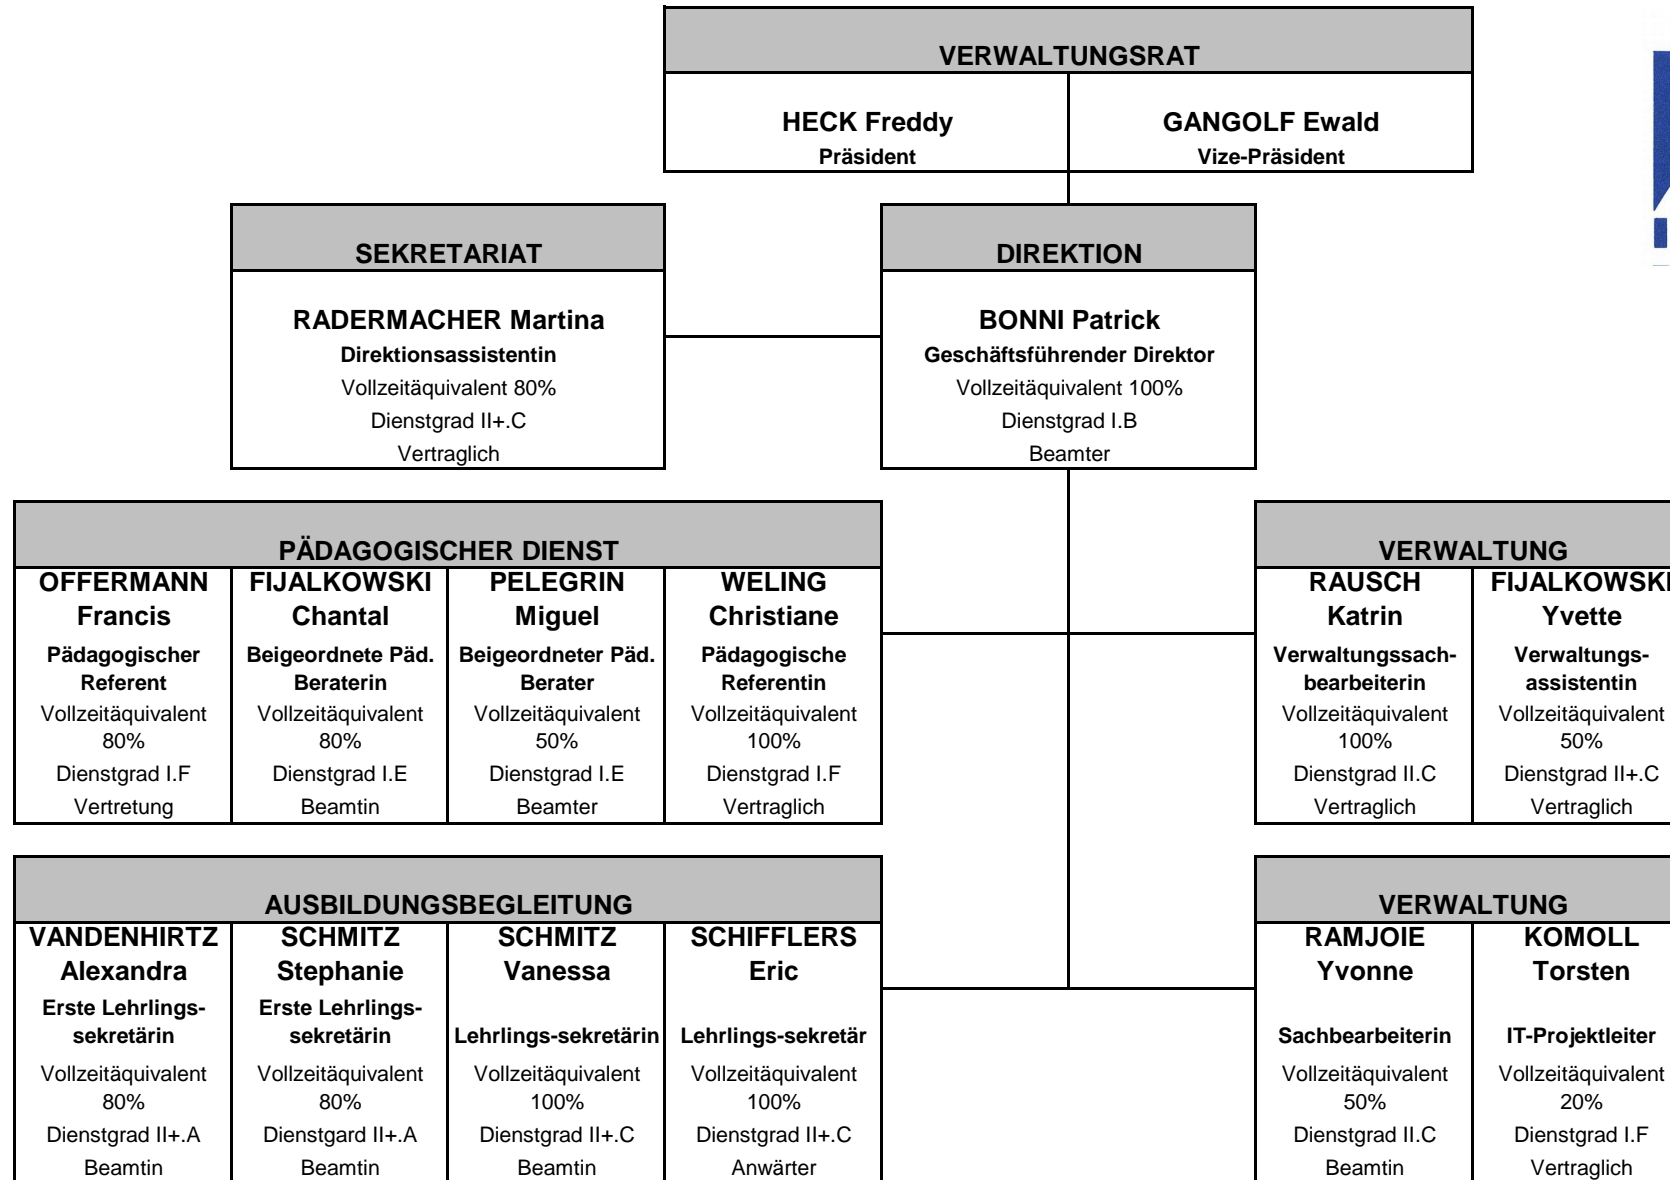 VERWALTUNGSRAT
HECK Freddy
Präsident
GANGOLF Ewald
Vize-Präsident
SEKRETARIAT
RADERMACHER Martina
Direktionsassistentin
Vollzeitäquivalent 80%
Dienstgrad II+.C
Vertraglich
DIREKTION
BONNI Patrick
Geschäftsführender Direktor
Vollzeitäquivalent 100%
Dienstgrad I.B
Beamter
PÄDAGOGISCHER DIENST
OFFERMANN
Francis
Pädagogischer
Referent
Vollzeitäquivalent
80%
Dienstgrad I.F
Vertretung
FIJALKOWSKI
Chantal
Beigeordnete Päd.
Beraterin
Vollzeitäquivalent
80%
Dienstgrad I.E
Beamtin
PELEGRIN
Miguel
Beigeordneter Päd.
Berater
Vollzeitäquivalent
50%
Dienstgrad I.E
Beamter
WELING
Christiane
Pädagogische
Referentin
Vollzeitäquivalent
100%
Dienstgrad I.F
Vertraglich
VERWALTUNG
RAUSCH
Katrin
Verwaltungssach-
bearbeiterin
Vollzeitäquivalent
100%
Dienstgrad II.C
Vertraglich
FIJALKOWSKI
Yvette
Verwaltungs-
assistentin
Vollzeitäquivalent
50%
Dienstgrad II+.C
Vertraglich
AUSBILDUNGSBEGLEITUNG
VANDENHIRTZ
Alexandra
Erste Lehrlings-
sekretärin
Vollzeitäquivalent
80%
Dienstgrad II+.A
Beamtin
SCHMITZ
Stephanie
Erste Lehrlings-
sekretärin
Vollzeitäquivalent
80%
Dienstgard II+.A
Beamtin
SCHMITZ
Vanessa
Lehrlings-sekretärin
Vollzeitäquivalent
100%
Dienstgrad II+.C
Beamtin
SCHIFFLERS
Eric
Lehrlings-sekretär
Vollzeitäquivalent
100%
Dienstgrad II+.C
Anwärter
VERWALTUNG
RAMJOIE
Yvonne
Sachbearbeiterin
Vollzeitäquivalent
50%
Dienstgrad II.C
Beamtin
KOMOLL
Torsten
IT-Projektleiter
Vollzeitäquivalent
20%
Dienstgrad I.F
Vertraglich